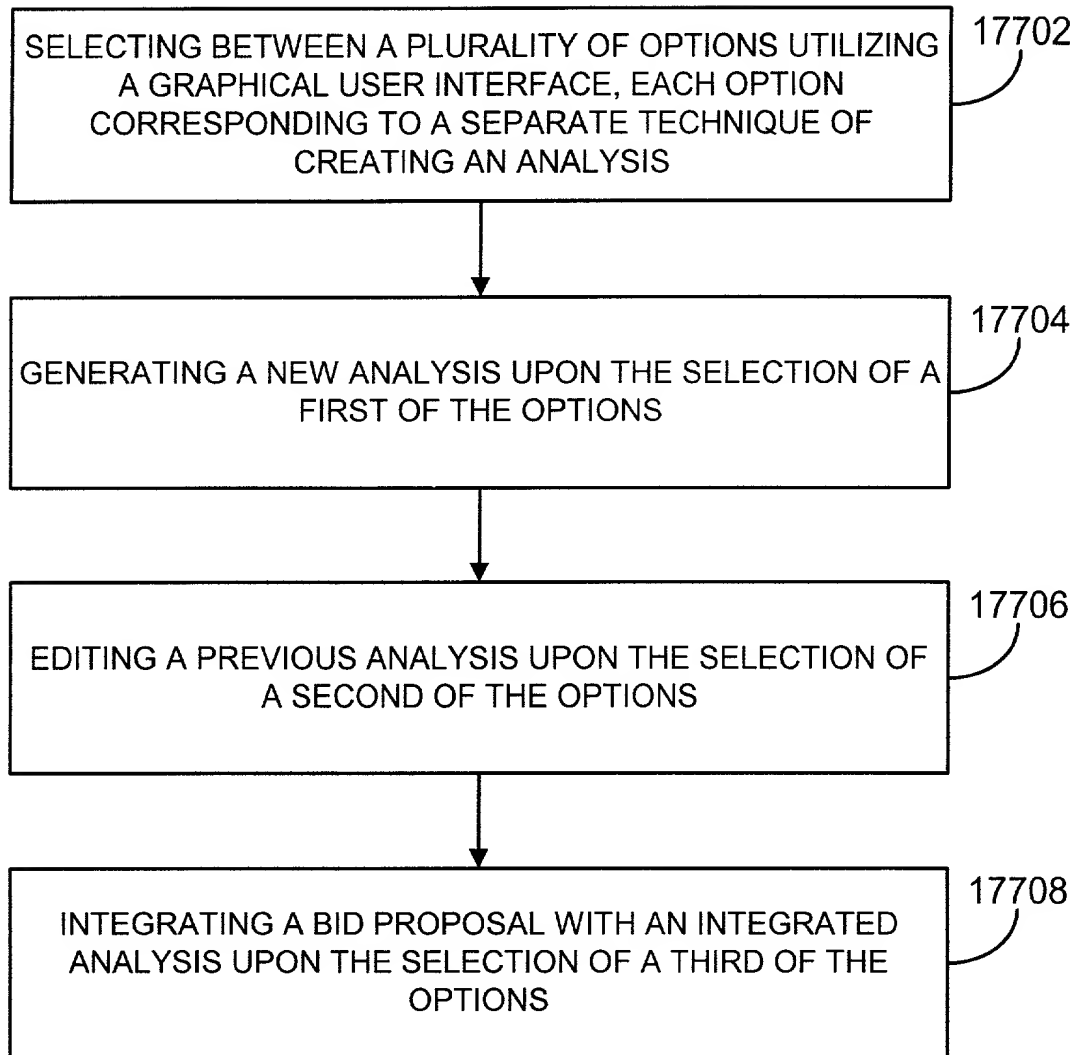 SELECTING BETWEEN A PLURALITY OF OPTIONS UTILIZING
A GRAPHICAL USER INTERFACE, EACH OPTION
CORRESPONDING TO A SEPARATE TECHNIQUE OF
CREATING AN ANALYSIS
17702
GENERATING A NEW ANALYSIS UPON THE SELECTION OF A
FIRST OF THE OPTIONS
17704
EDITING A PREVIOUS ANALYSIS UPON THE SELECTION OF
A SECOND OF THE OPTIONS
17706
INTEGRATING A BID PROPOSAL WITH AN INTEGRATED
ANALYSIS UPON THE SELECTION OF A THIRD OF THE
OPTIONS
17708